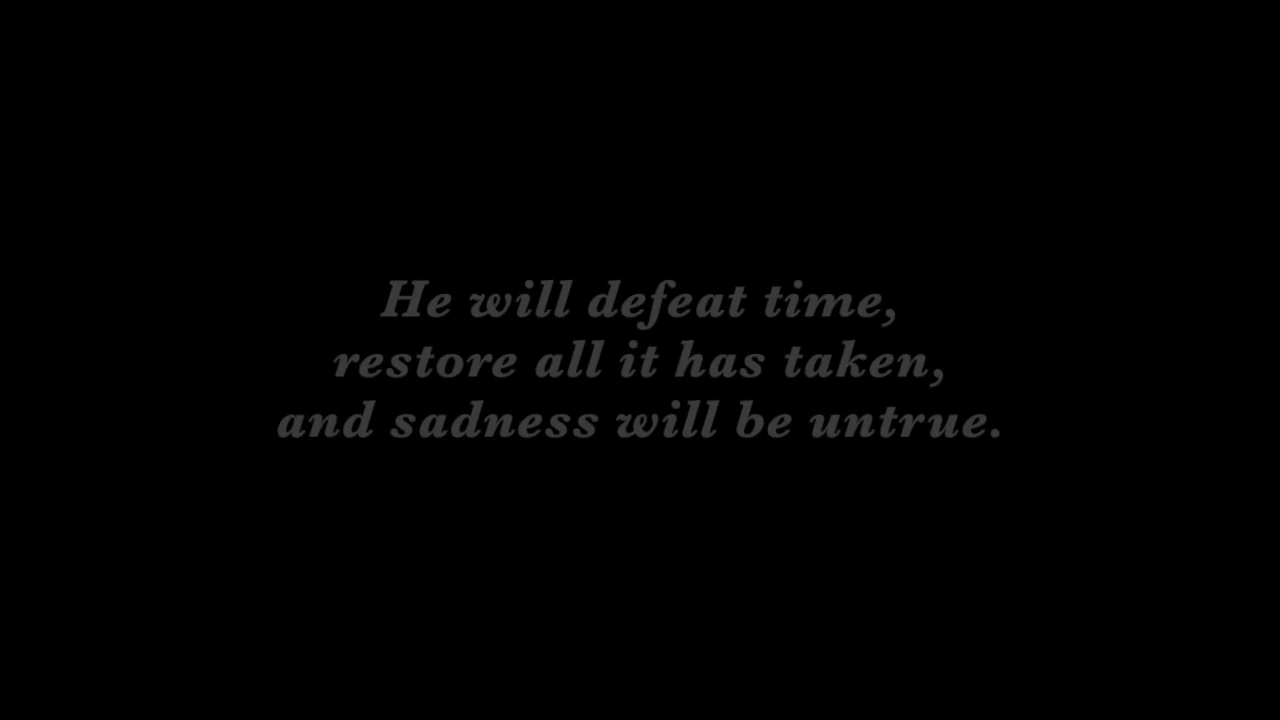 He will defeat time,
restore all it has taken,
and sadness will be untrue.